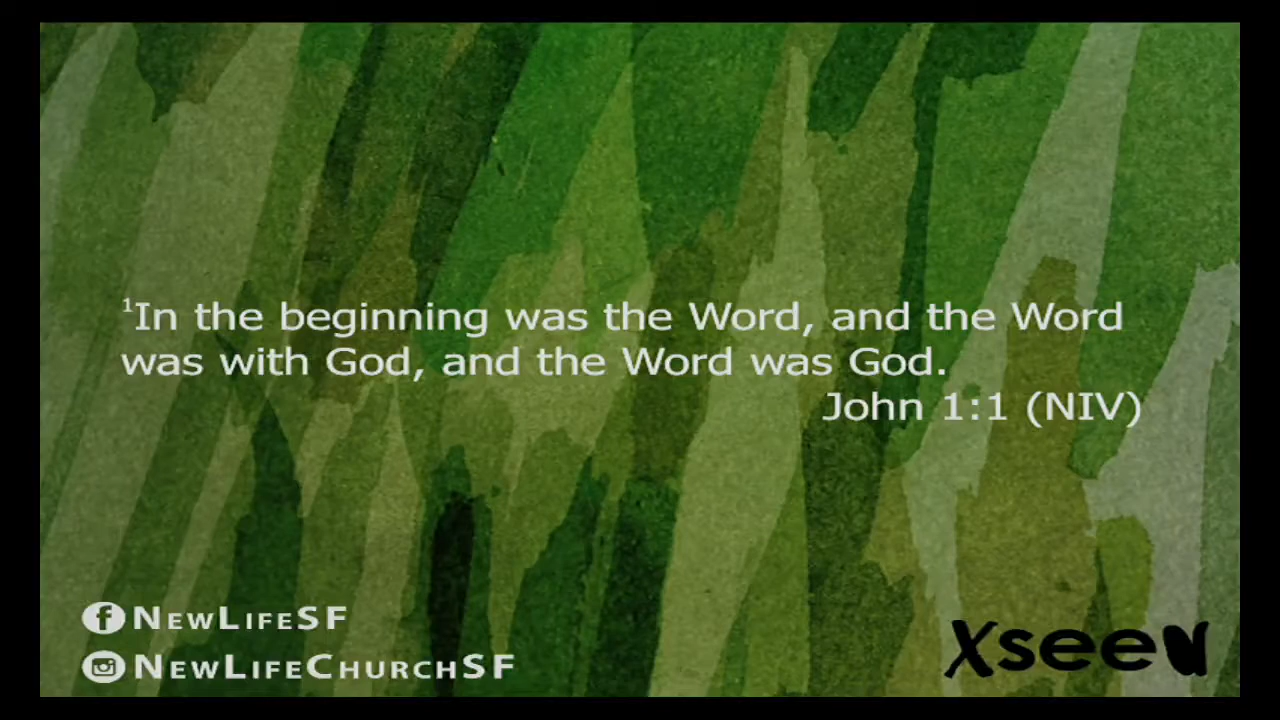 ¹In the beginning was the Word, and the Word
was with God, and the Word was God.
John 1:1 (NIV)
NewLifeSF
NewLifeChurchSF
Xseen